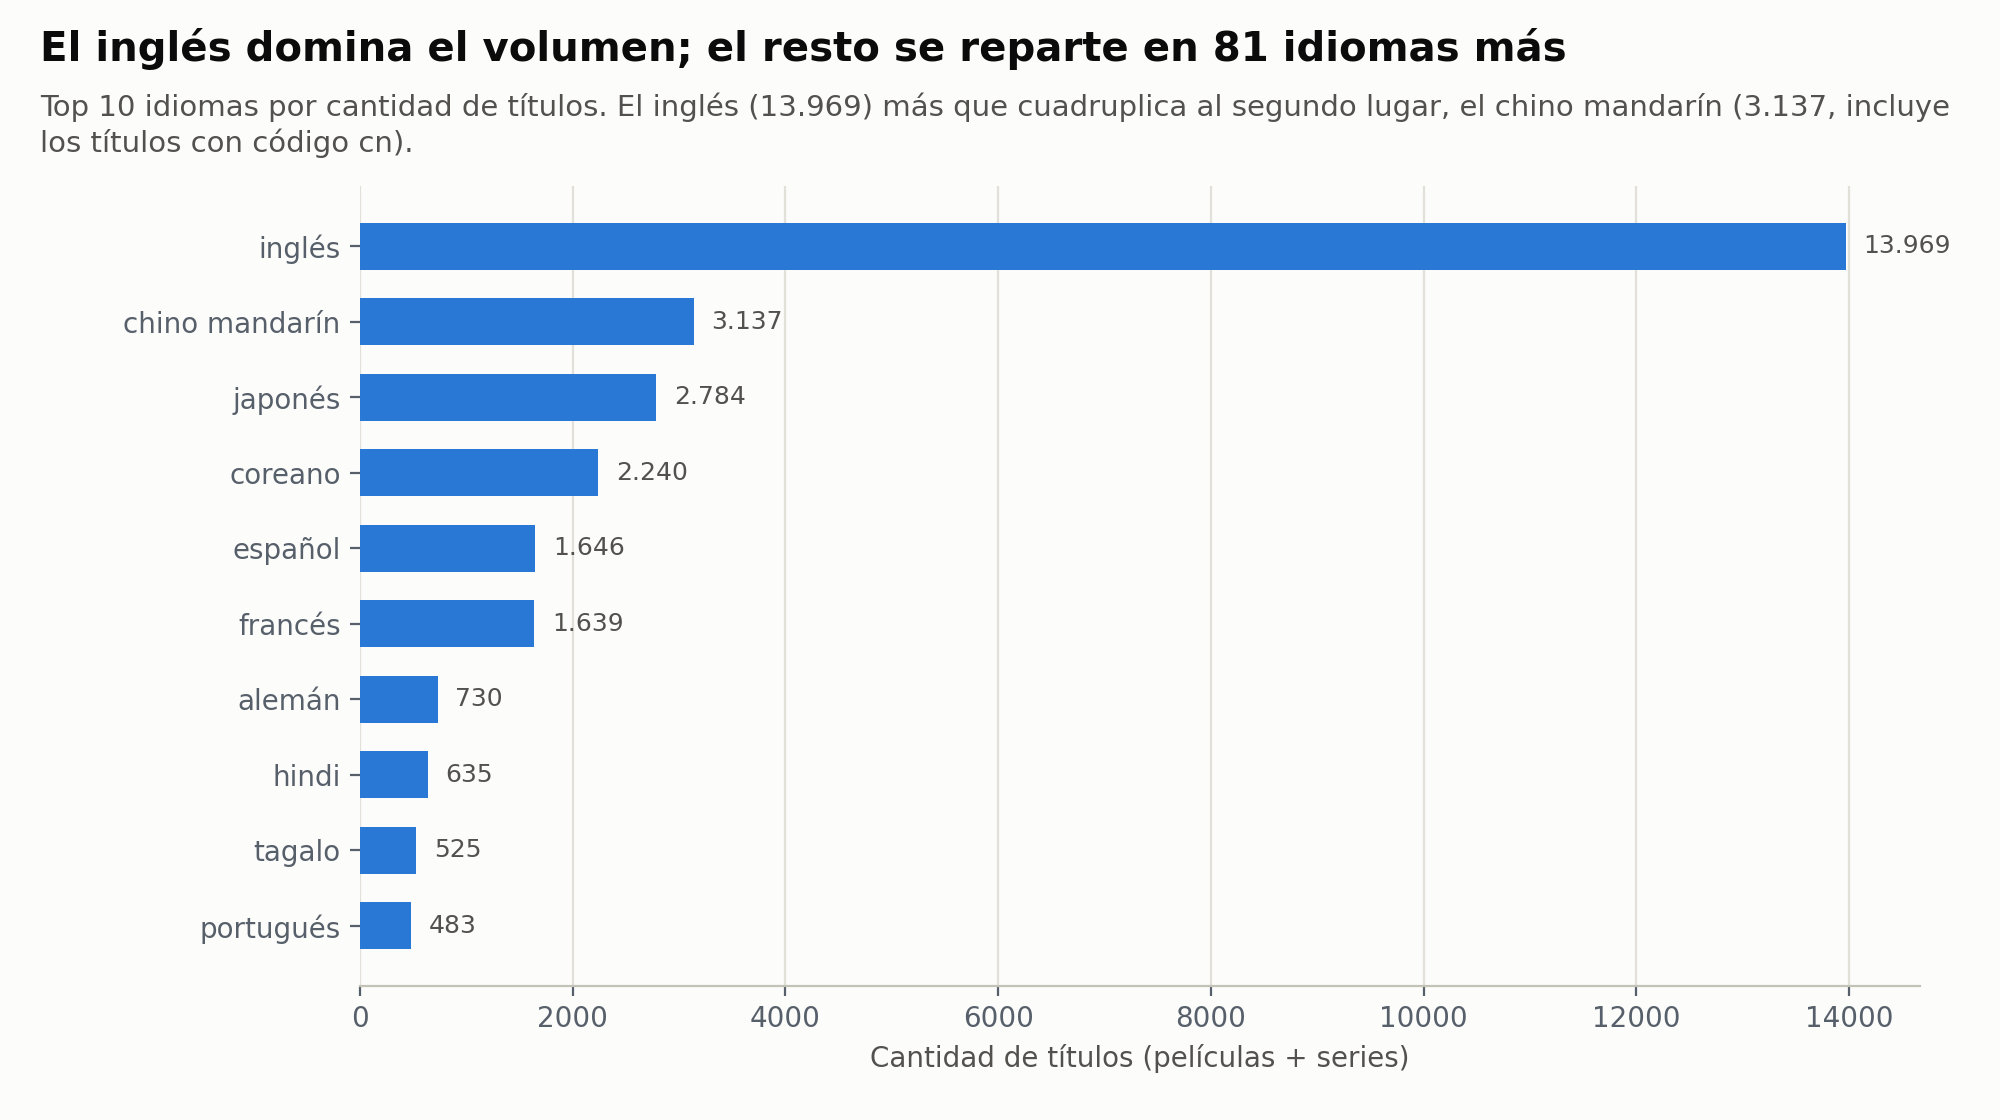 El inglés domina el volumen; el resto se reparte en 81 idiomas más
Top 10 idiomas por cantidad de títulos. El inglés (13.969) más que cuadruplica al segundo lugar, el chino mandarín (3.137, incluye
los títulos con código cn).
inglés 13.969
chino mandarín 3.137
japonés 2.784
coreano 2.240
español 1.646
francés 1.639
alemán 730
hindi 635
tagalo 525
portugués 483
0 2000 4000 6000 8000 10000 12000 14000
Cantidad de títulos (películas + series)